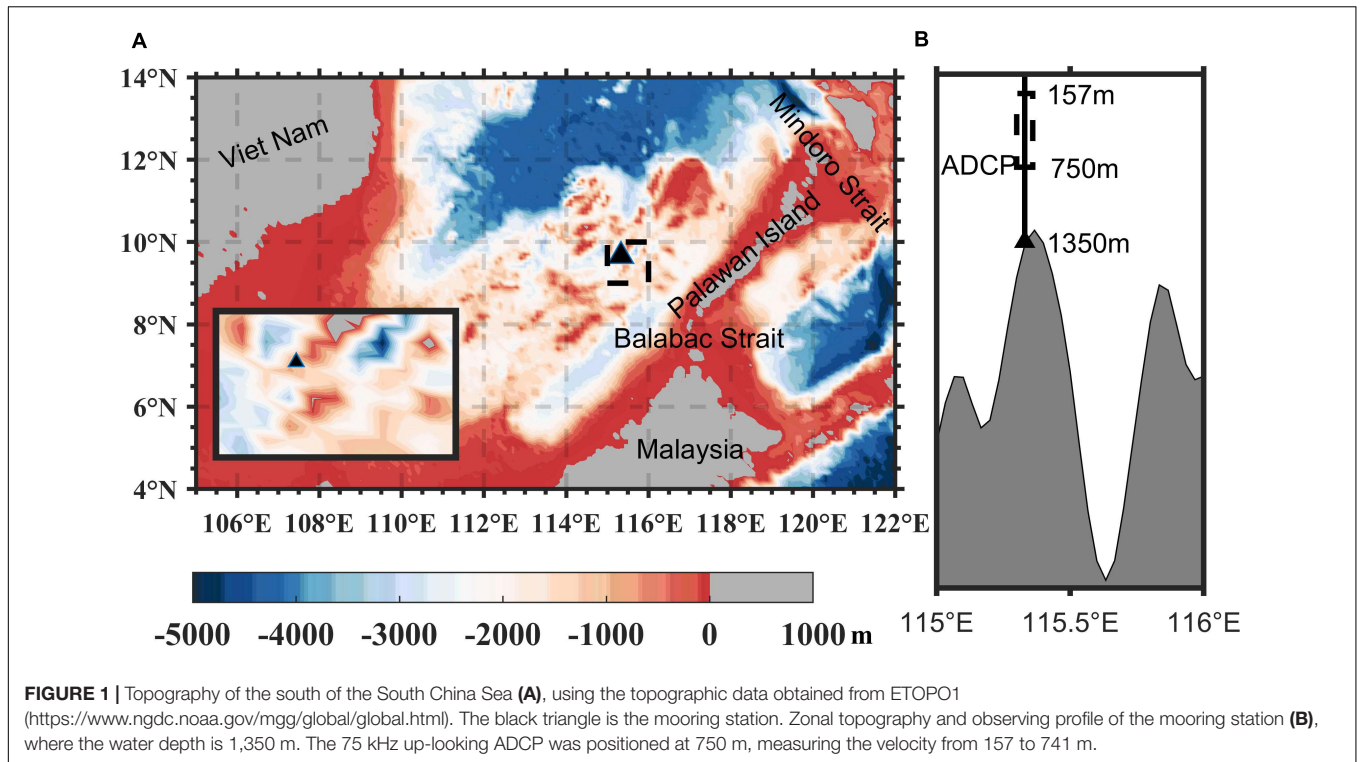 A
B
14°N
12°N
10°N
8°N
6°N
4°N
Viet Nam
Mindoro Strait
Palawan Island
Balabac Strait
Malaysia
106°E 108°E 110°E 112°E 114°E 116°E 118°E 120°E 122°E
-5000 -4000 -3000 -2000 -1000 0 1000 m
157m
ADCP 750m
1350m
115°E 115.5°E 116°E
FIGURE 1 | Topography of the south of the South China Sea (A), using the topographic data obtained from ETOPO1
(https://www.ngdc.noaa.gov/mgg/global/global.html). The black triangle is the mooring station. Zonal topography and observing profile of the mooring station (B),
where the water depth is 1,350 m. The 75 kHz up-looking ADCP was positioned at 750 m, measuring the velocity from 157 to 741 m.